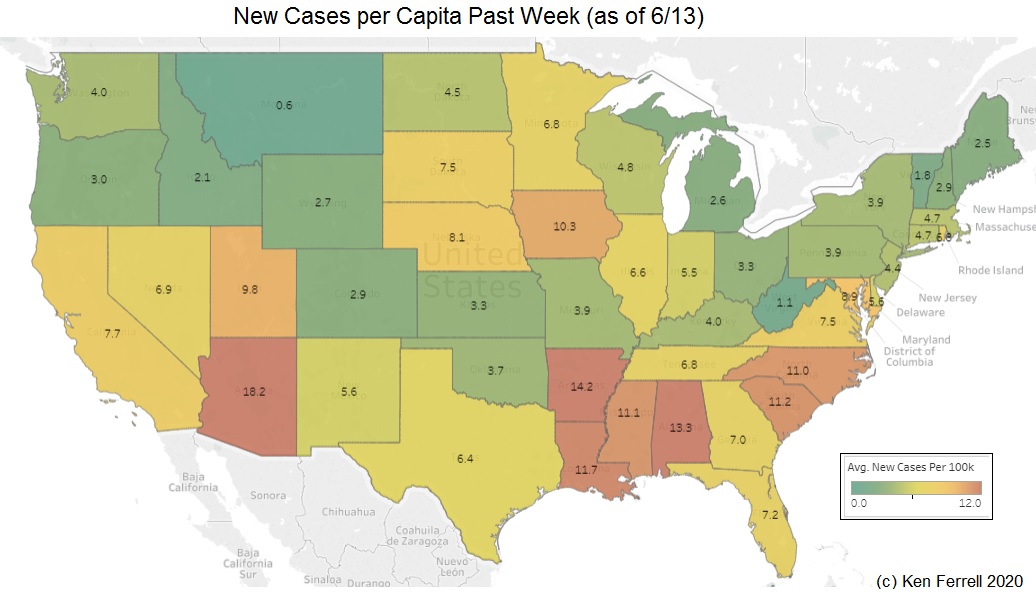 New Cases per Capita Past Week (as of 6/13)
4.0
0.6
4.5
6.8
2.5
3.0
2.1
7.5
4.8
1.8
2.9
2.7
2.6
3.9
New Hampsh
4.7
Massachuse
8.1
10.3
4.7
6.8
7.7
6.9
9.8
2.9
United
States
3.3
6.6
5.5
3.3
3.9
4.4
Rhode Island
3.9
1.1
8.9
5.6
New Jersey
Delaware
4.0
7.5
Maryland
District of
Columbia
18.2
5.6
3.7
14.2
6.8
11.0
11.2
11.1
13.3
7.0
6.4
11.7
7.2
Baja
California
Sonora
Chihuahua
Coahuila
de Zaragoza
Baja
California
Sur
Sinaloa
Durango
Nuevo
León
Avg. New Cases Per 100k
0.0 12.0
(c) Ken Ferrell 2020